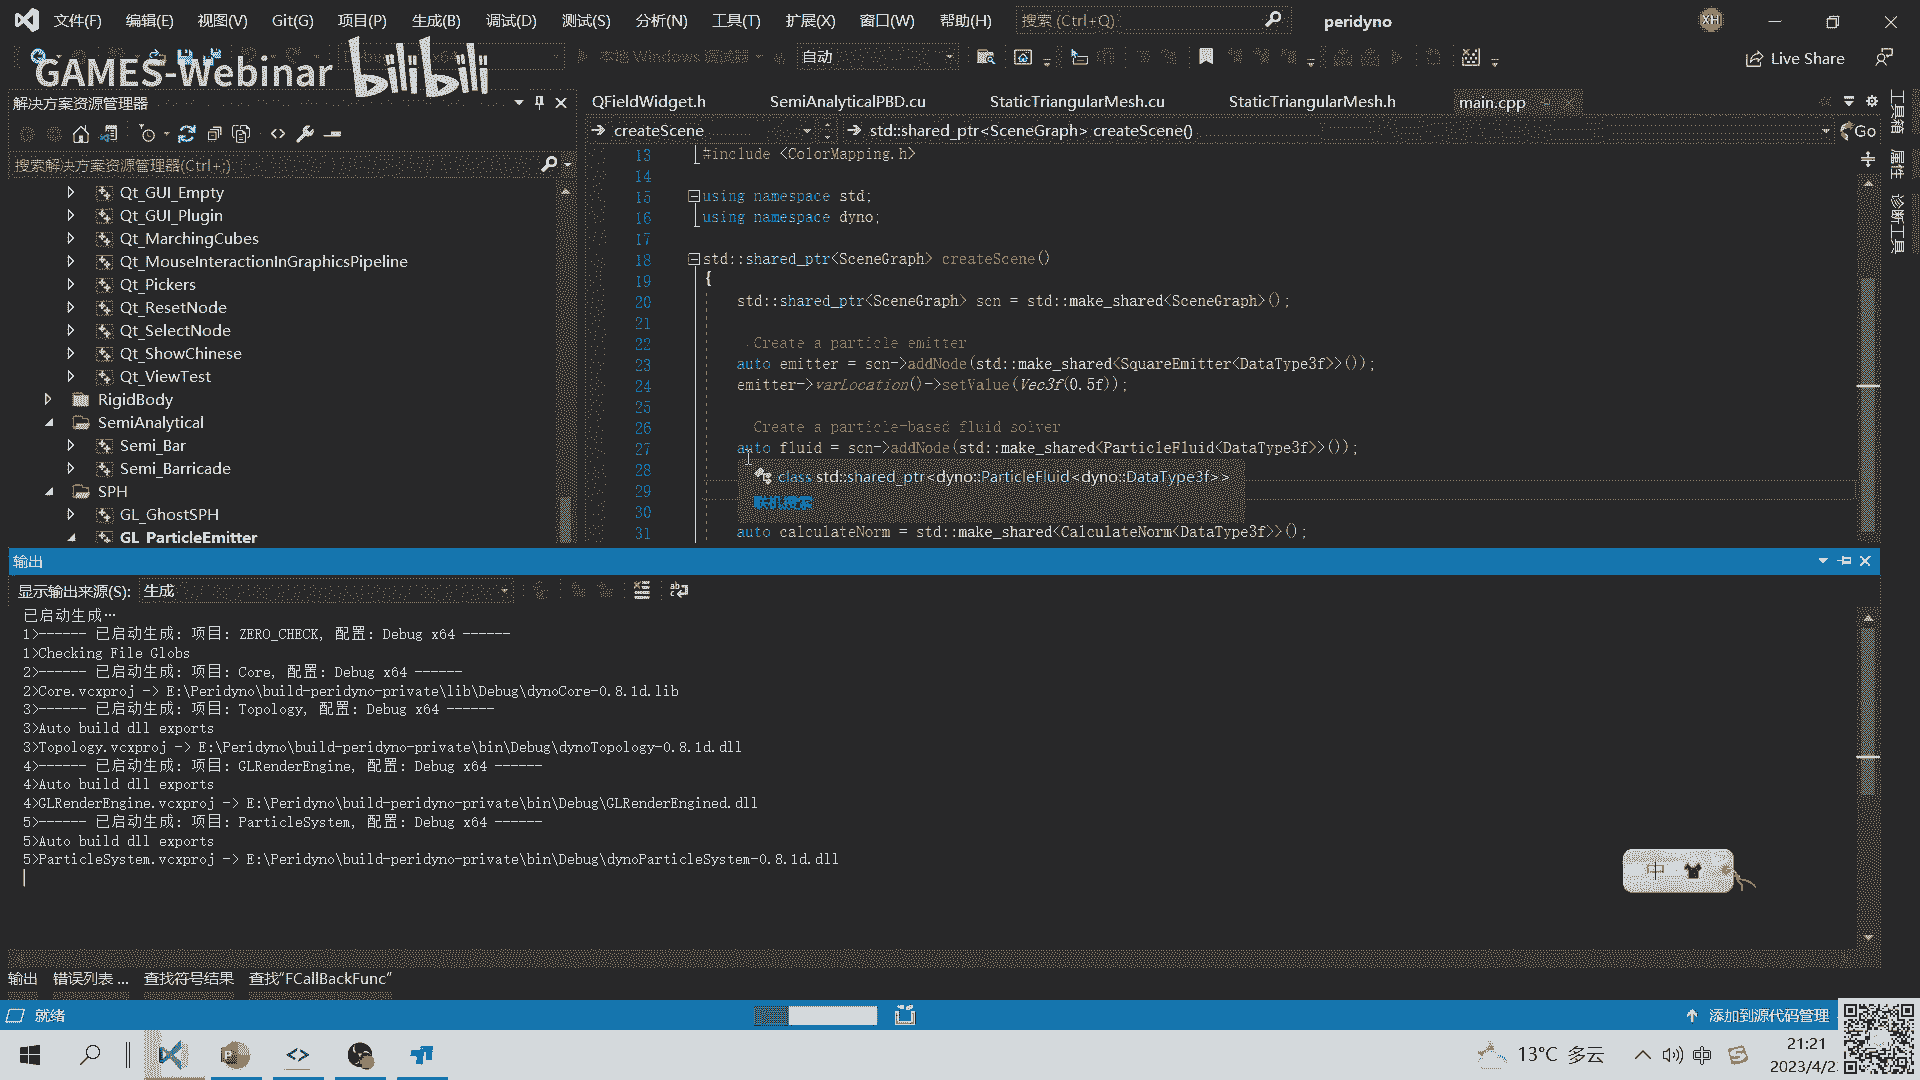 文件(F) 编辑(E) 视图(V) Git(G) 项目(P) 生成(B) 调试(D) 测试(S) 分析(N) 工具(T) 扩展(X) 窗口(W) 帮助(H) 搜索 (Ctrl+Q) peridyno XH
GAMES-Webinar bilibili 自动 Live Share
解决方案资源管理器
搜索解决方案资源管理器(Ctrl+;)
Qt_GUI_Empty
Qt_GUI_Plugin
Qt_MarchingCubes
Qt_MouseInteractionInGraphicsPipeline
Qt_Pickers
Qt_ResetNode
Qt_SelectNode
Qt_ShowChinese
Qt_ViewTest
RigidBody
SemiAnalytical
Semi_Bar
Semi_Barricade
SPH
GL_GhostSPH
GL_ParticleEmitter
QFieldWidget.h SemiAnalyticalPBD.cu StaticTriangularMesh.cu StaticTriangularMesh.h main.cpp
createScene std::shared_ptr<SceneGraph> createScene() Go
13 #include <ColorMapping.h>
14
15 using namespace std;
16 using namespace dyno;
17
18 std::shared_ptr<SceneGraph> createScene()
19 {
20 std::shared_ptr<SceneGraph> scn = std::make_shared<SceneGraph>();
21
22 Create a particle emitter
23 auto emitter = scn->addNode(std::make_shared<SquareEmitter<DataType3f>>());
24 emitter->varLocation()->setValue(Vec3f(0.5f));
25
26 Create a particle-based fluid solver
27 auto fluid = scn->addNode(std::make_shared<ParticleFluid<DataType3f>>());
28 class std::shared_ptr<dyno::ParticleFluid<dyno::DataType3f>>
29 联机搜索
30
31 auto calculateNorm = std::make_shared<CalculateNorm<DataType3f>>();
工具箱
属性
诊断工具
输出
显示输出来源(S): 生成
已启动生成…
1>------ 已启动生成: 项目: ZERO_CHECK, 配置: Debug x64 ------
1>Checking File Globs
2>------ 已启动生成: 项目: Core, 配置: Debug x64 ------
2>Core.vcxproj -> E:\Peridyno\build-peridyno-private\lib\Debug\dynoCore-0.8.1d.lib
3>------ 已启动生成: 项目: Topology, 配置: Debug x64 ------
3>Auto build dll exports
3>Topology.vcxproj -> E:\Peridyno\build-peridyno-private\bin\Debug\dynoTopology-0.8.1d.dll
4>------ 已启动生成: 项目: GLRenderEngine, 配置: Debug x64 ------
4>Auto build dll exports
4>GLRenderEngine.vcxproj -> E:\Peridyno\build-peridyno-private\bin\Debug\GLRenderEngined.dll
5>------ 已启动生成: 项目: ParticleSystem, 配置: Debug x64 ------
5>Auto build dll exports
5>ParticleSystem.vcxproj -> E:\Peridyno\build-peridyno-private\bin\Debug\dynoParticleSystem-0.8.1d.dll
中
输出 错误列表 ... 查找符号结果 查找"FCallBackFunc"
就绪 添加到源代码管理
13°C 多云 中 21:21
2023/4/2